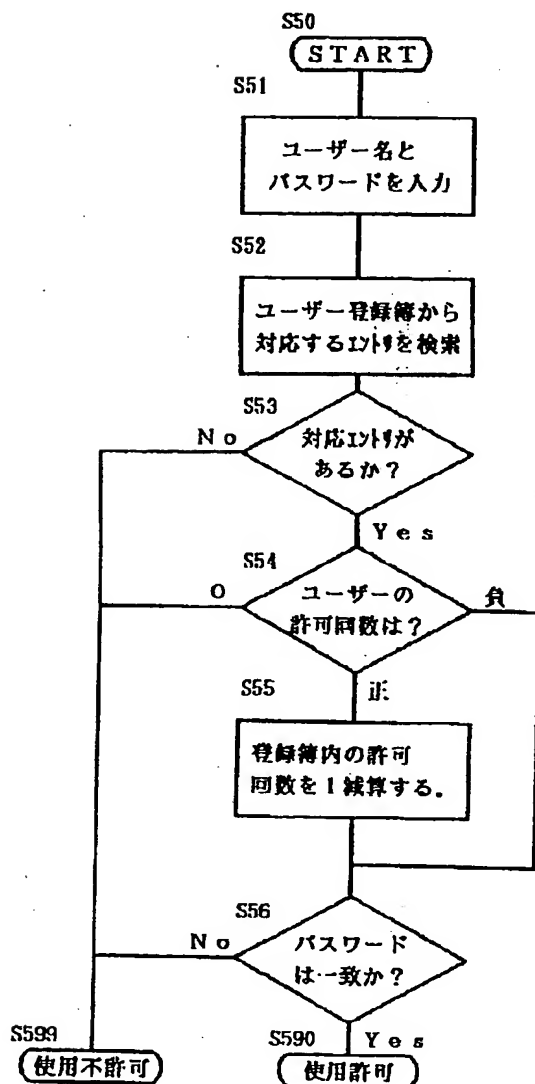 S50
START
S51
ユーザー名と
パスワードを入力
S52
ユーザー登録簿から
対応するｴﾝﾄﾘを検索
S53
No
対応ｴﾝﾄﾘが
あるか？
Yes
S54
0
ユーザーの
許可回数は？
負
S55
正
登録簿内の許可
回数を１減算する。
S56
No
パスワード
は一致か？
S599
S590
Yes
使用不許可
使用許可